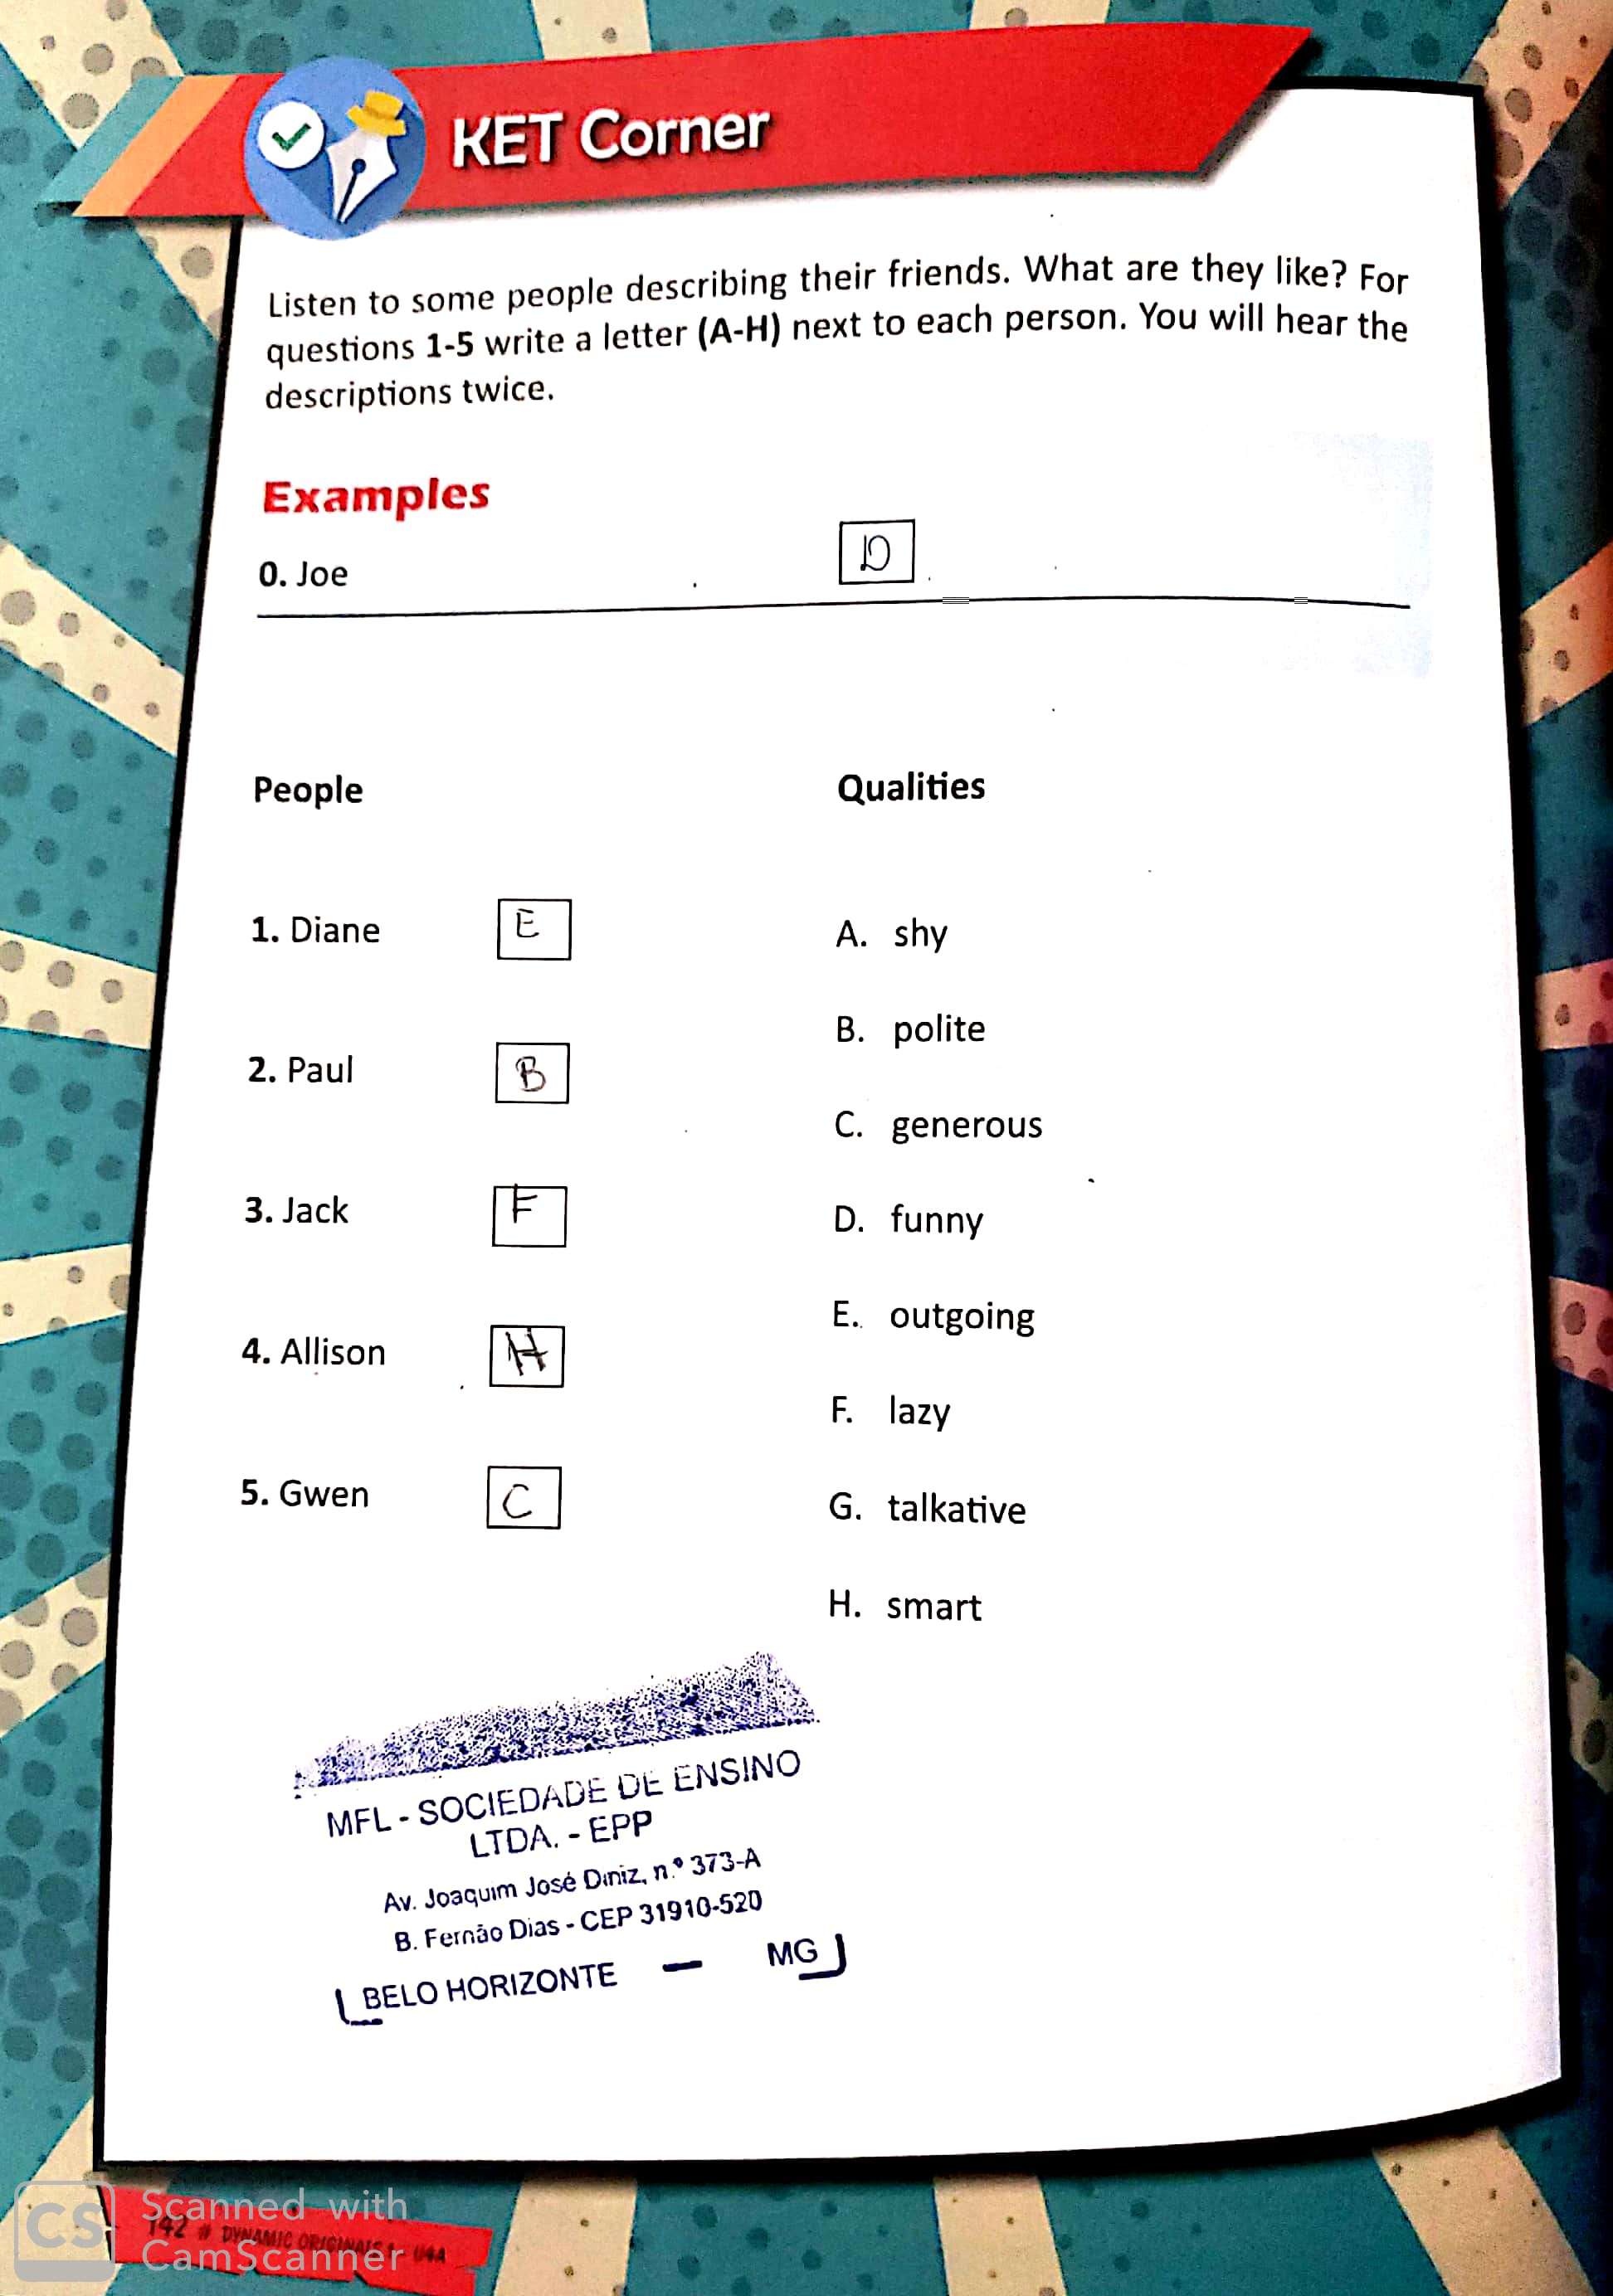 KET Corner
Listen to some people describing their friends. What are they like? For
questions 1-5 write a letter (A-H) next to each person. You will hear the
descriptions twice.
Examples
0. Joe D
People Qualities
1. Diane E
2. Paul B
3. Jack F
4. Allison H
5. Gwen C
A. shy
B. polite
C. generous
D. funny
E. outgoing
F. lazy
G. talkative
H. smart
MFL - SOCIEDADE DE ENSINO
LTDA. - EPP
Av. Joaquim José Diniz, n.º 373-A
B. Fernão Dias - CEP 31910-520
BELO HORIZONTE — MG
142 # DYNAMIC ORIGINALS U4A
CS Scanned with
CamScanner